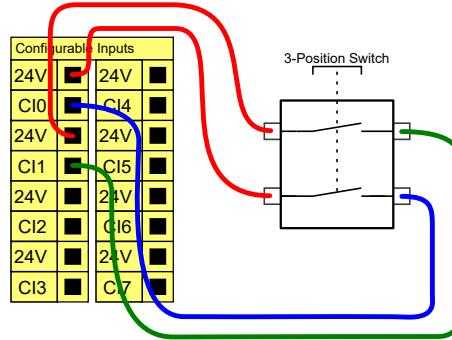 Configurable Inputs
3-Position Switch
24V 24V
CI0 CI4
24V 24V
CI1 CI5
24V 24V
CI2 CI6
24V 24V
CI3 CI7